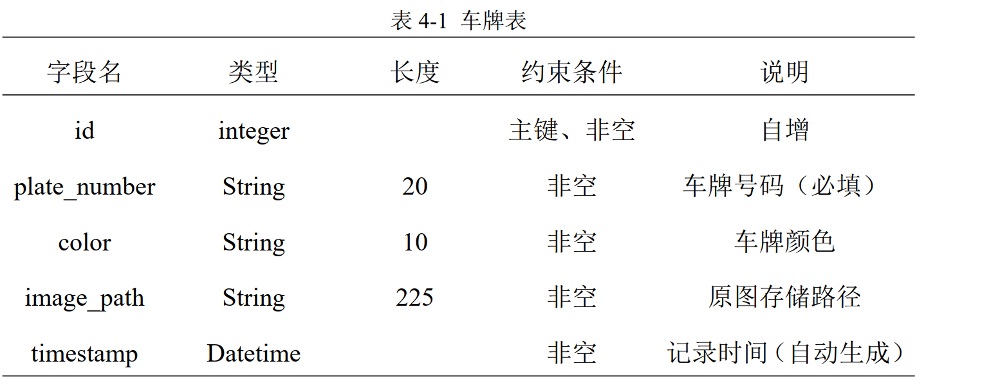 表 4-1 车牌表
字段名 类型 长度 约束条件 说明
id integer 主键、非空 自增
plate_number String 20 非空 车牌号码（必填）
color String 10 非空 车牌颜色
image_path String 225 非空 原图存储路径
timestamp Datetime 非空 记录时间（自动生成）